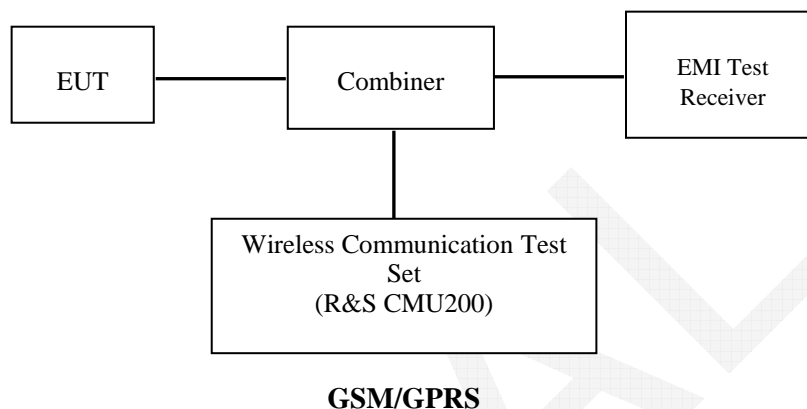 EUT
Combiner
EMI Test
Receiver
Wireless Communication Test
Set
(R&S CMU200)
GSM/GPRS